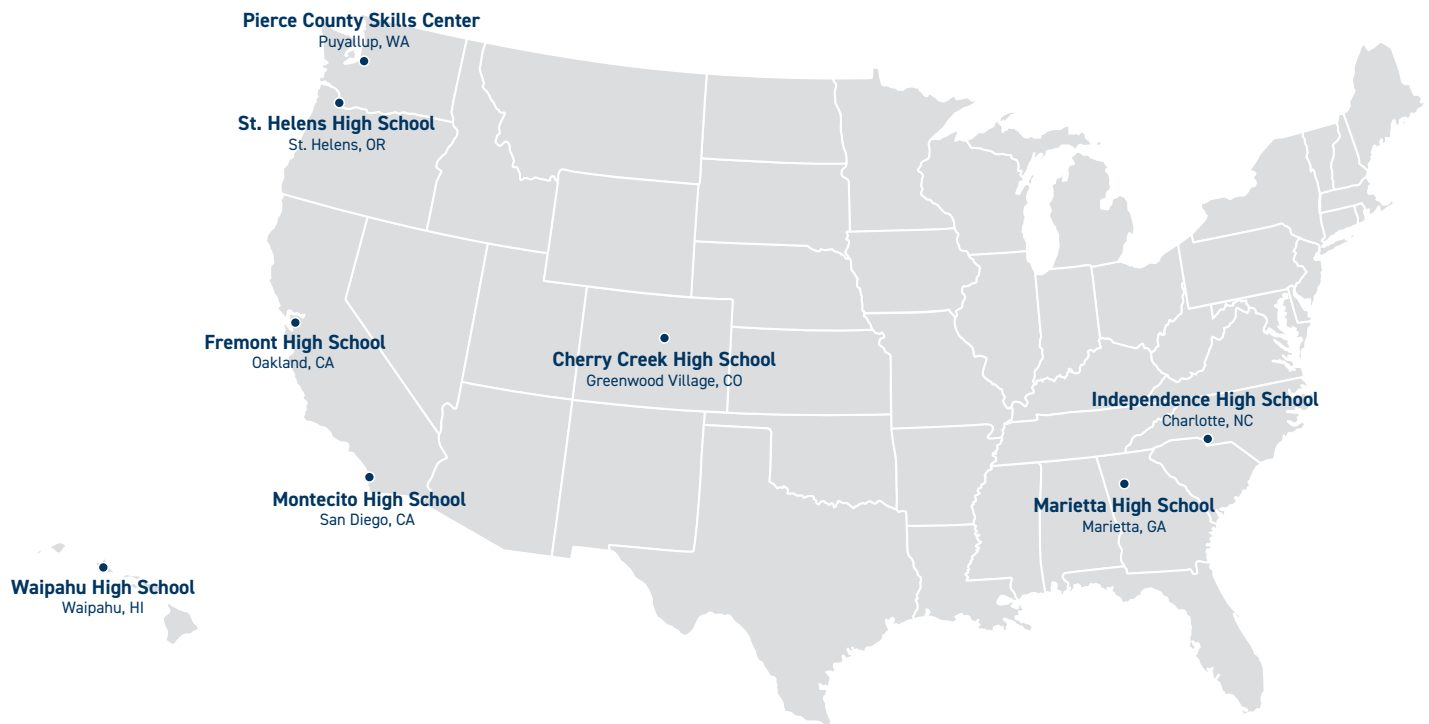 Pierce County Skills Center
Puyallup, WA
St. Helens High School
St. Helens, OR
Fremont High School
Oakland, CA
Cherry Creek High School
Greenwood Village, CO
Independence High School
Charlotte, NC
Montecito High School
San Diego, CA
Marietta High School
Marietta, GA
Waipahu High School
Waipahu, HI